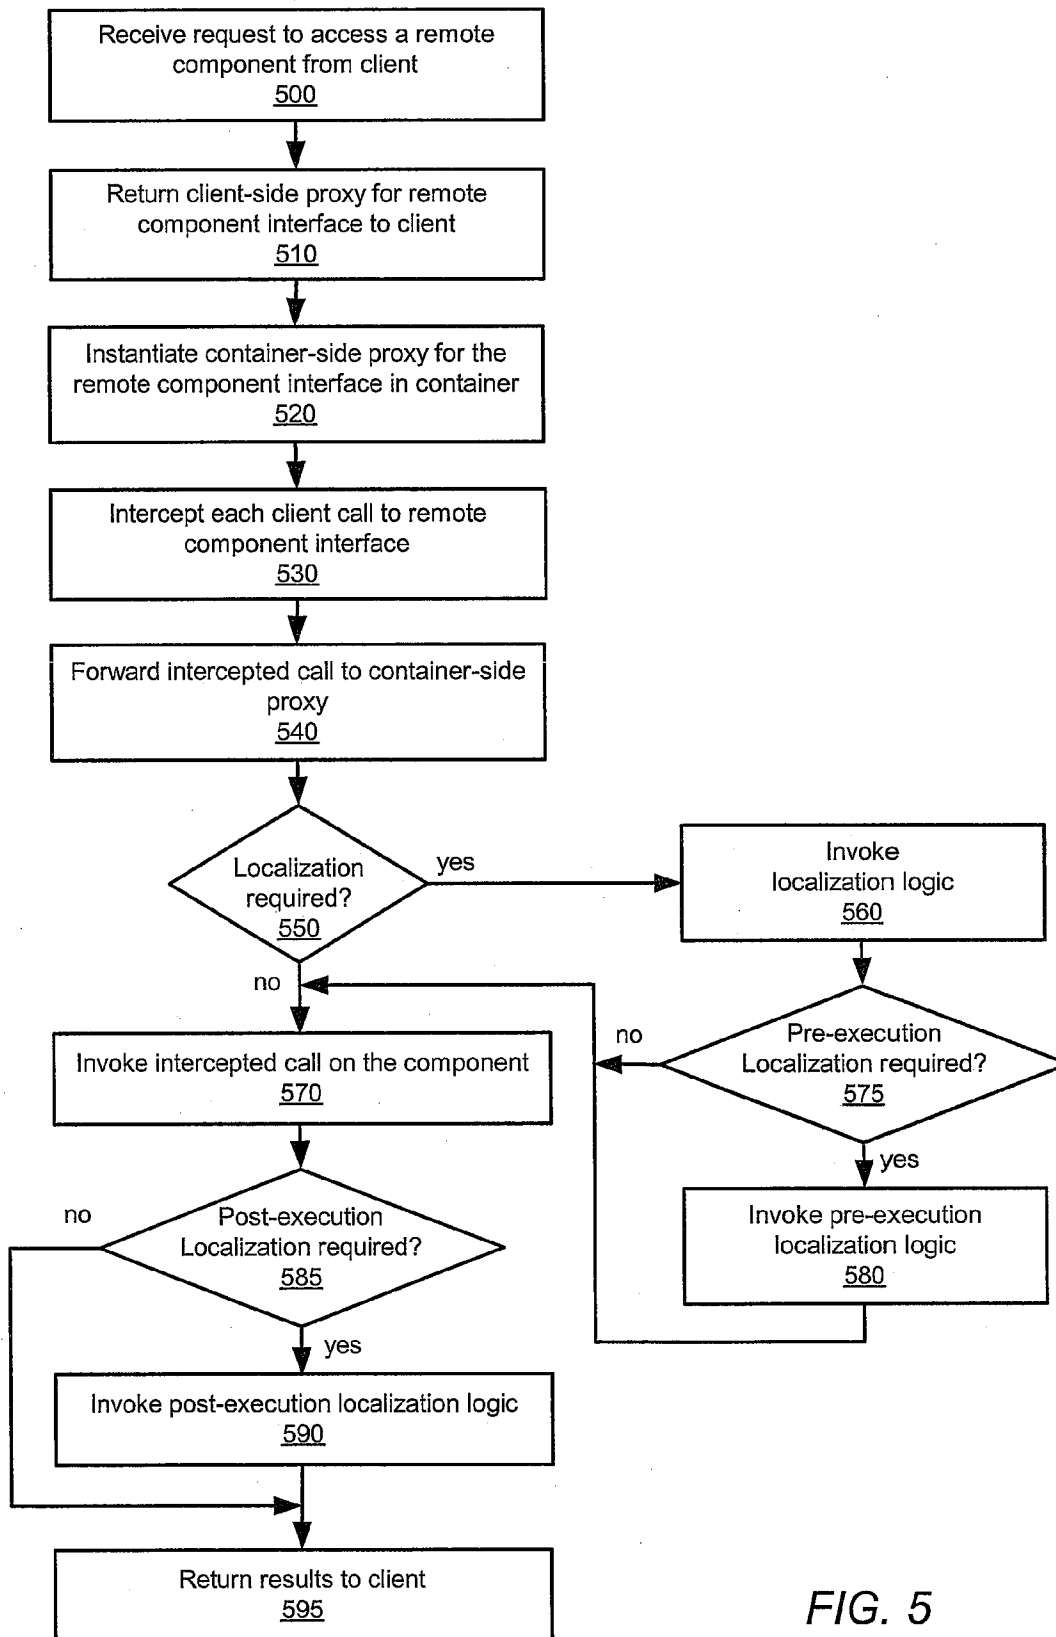 Receive request to access a remote
component from client
500
Return client-side proxy for remote
component interface to client
510
Instantiate container-side proxy for the
remote component interface in container
520
Intercept each client call to remote
component interface
530
Forward intercepted call to container-side
proxy
540
Localization
required?
550
yes
no
Invoke
localization logic
560
Pre-execution
Localization required?
575
no
yes
Invoke pre-execution
localization logic
580
Invoke intercepted call on the component
570
Post-execution
Localization required?
585
no
yes
Invoke post-execution localization logic
590
Return results to client
595
FIG. 5